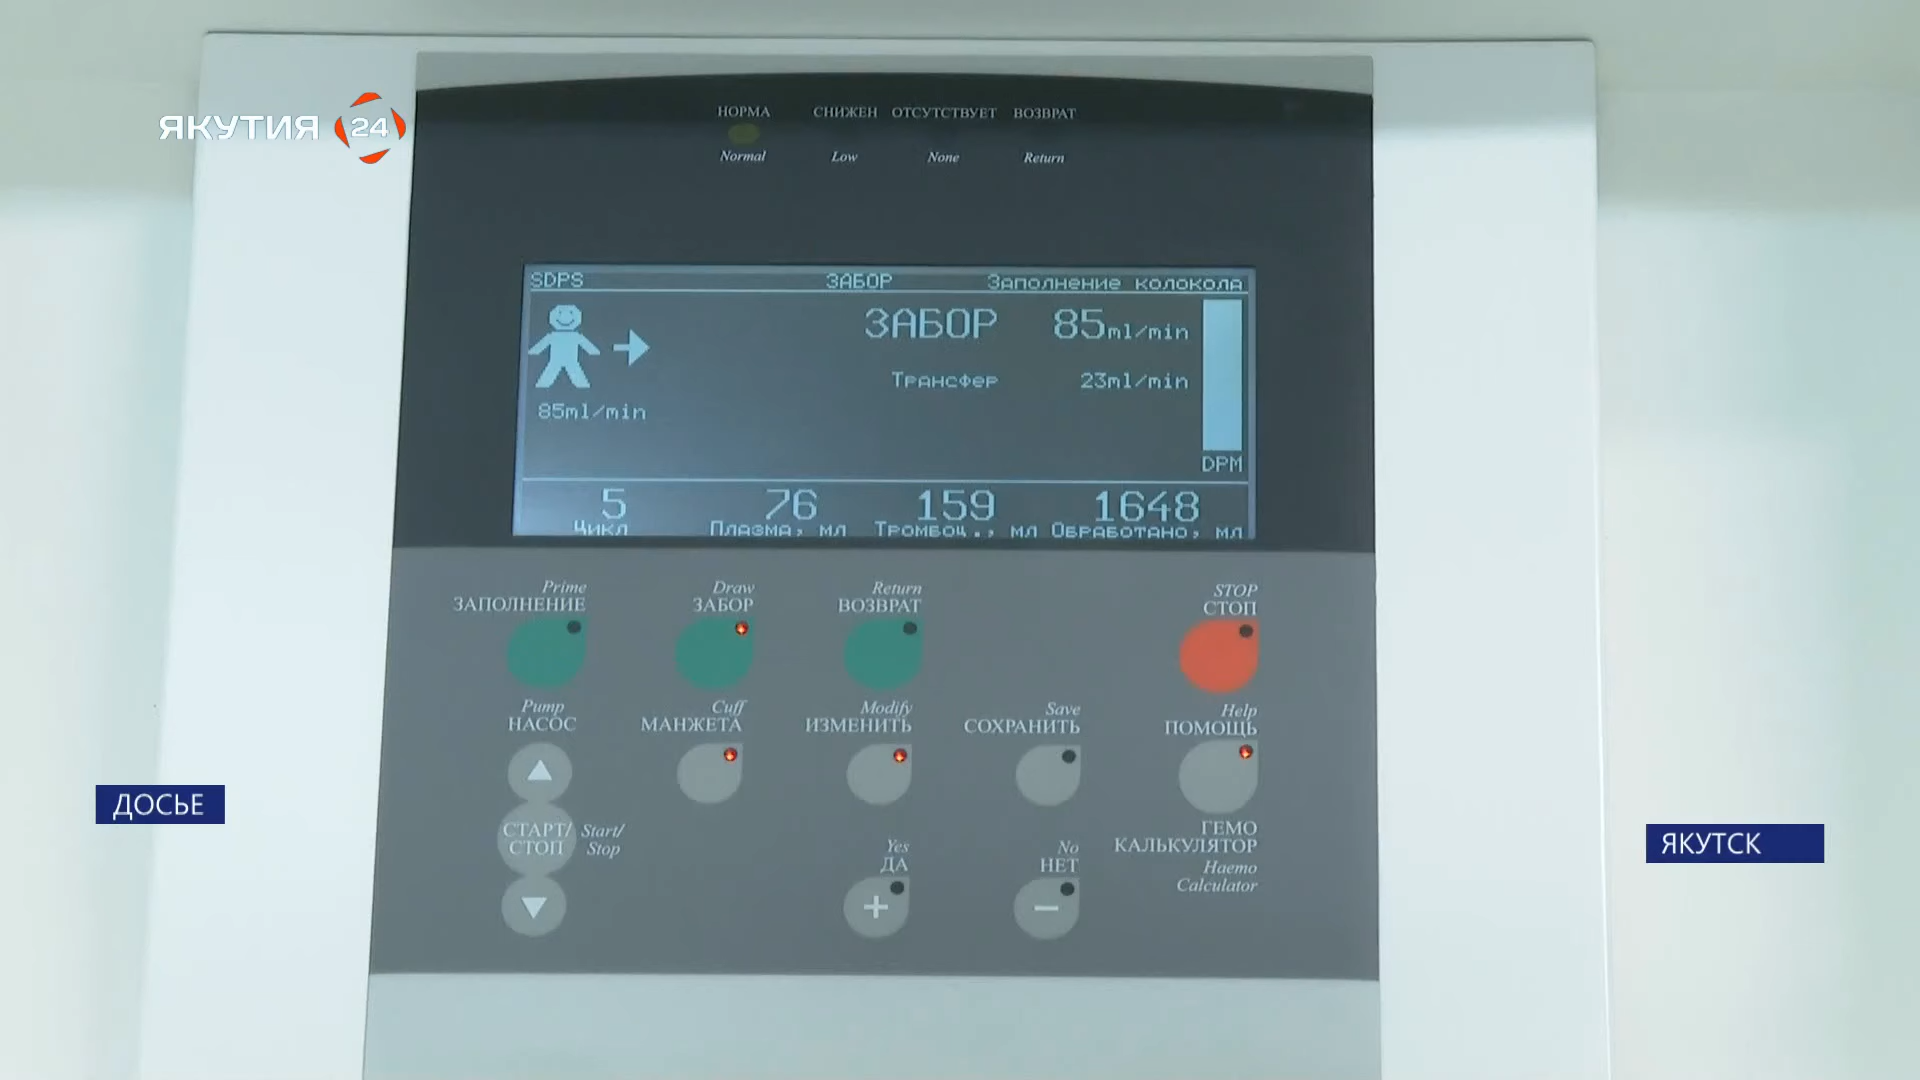 ЯКУТИЯ 24
НОРМА СНИЖЕН ОТСУТСТВУЕТ ВОЗВРАТ
Normal Low None Return
SDPS ЗАБОР Заполнение колокола
ЗАБОР 85ml/min
Трансфер 23ml/min
85ml/min
DPM
5 76 159 1648
Цикл Плазма, мл Тромбоц., мл Обработано, мл
Prime Draw Return STOP
ЗАПОЛНЕНИЕ ЗАБОР ВОЗВРАТ СТОП
Pump Cuff Modify Save Help
НАСОС МАНЖЕТА ИЗМЕНИТЬ СОХРАНИТЬ ПОМОЩЬ
СТАРТ/ Start/
СТОП Stop
Yes No
ДА НЕТ
+ −
ГЕМО
КАЛЬКУЛЯТОР
Haemo
Calculator
ДОСЬЕ
ЯКУТСК